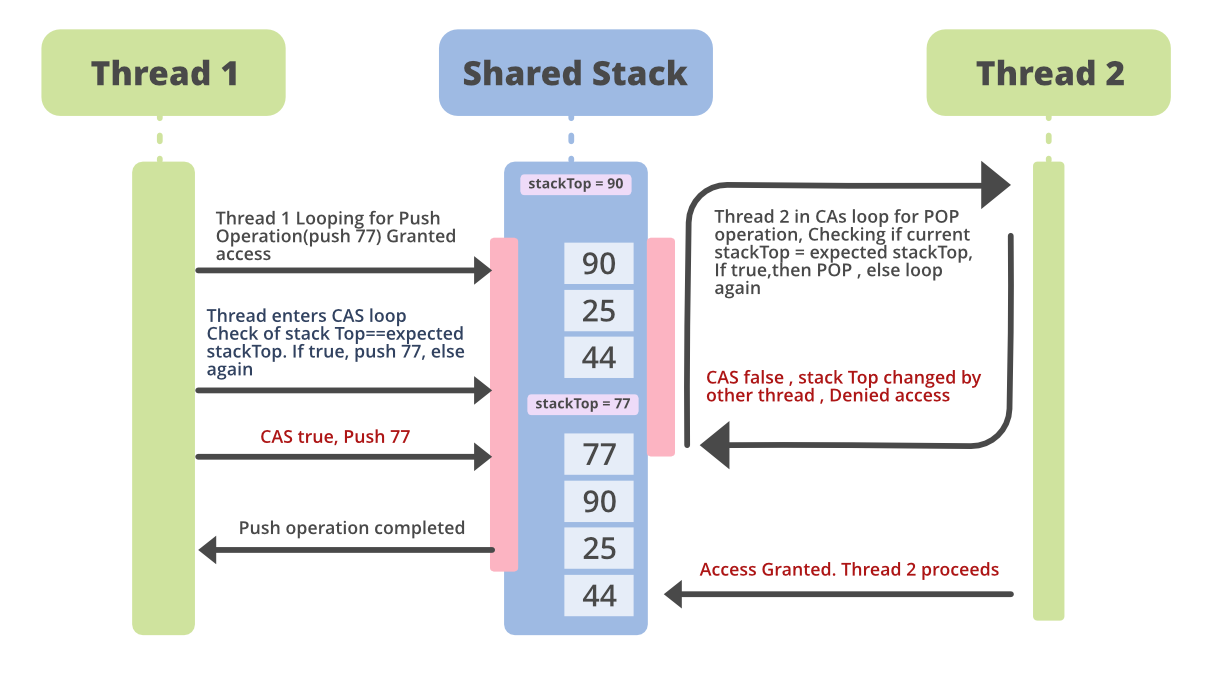 Thread 1
Shared Stack
Thread 2
stackTop = 90
Thread 1 Looping for Push
Operation(push 77) Granted
access
Thread 2 in CAs loop for POP
operation, Checking if current
stackTop = expected stackTop,
If true,then POP , else loop
again
90
25
44
Thread enters CAS loop
Check of stack Top==expected
stackTop. If true, push 77, else
again
CAS false , stack Top changed by
other thread , Denied access
stackTop = 77
CAS true, Push 77
77
90
25
44
Push operation completed
Access Granted. Thread 2 proceeds